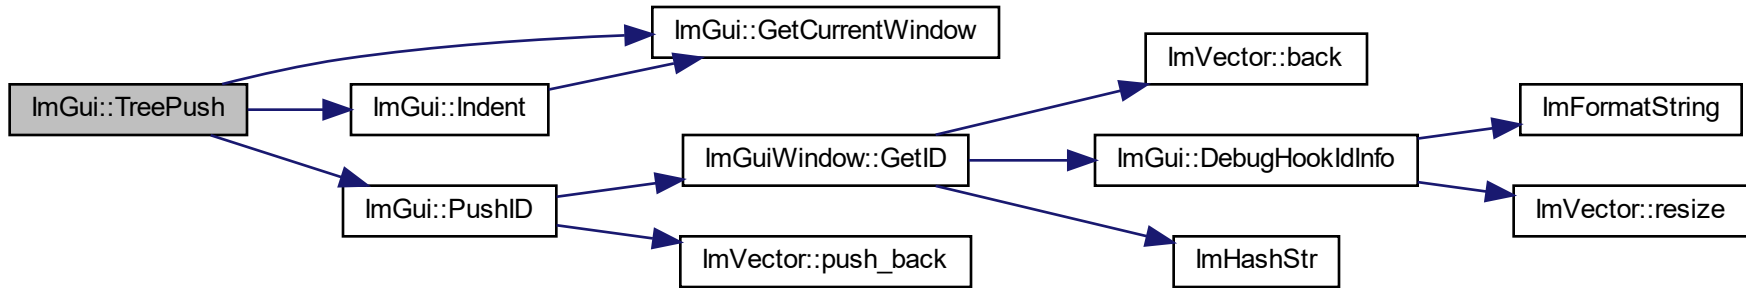 ImGui::TreePush
ImGui::GetCurrentWindow
ImGui::Indent
ImGui::PushID
ImGuiWindow::GetID
ImVector::push_back
ImVector::back
ImGui::DebugHookIdInfo
ImHashStr
ImFormatString
ImVector::resize